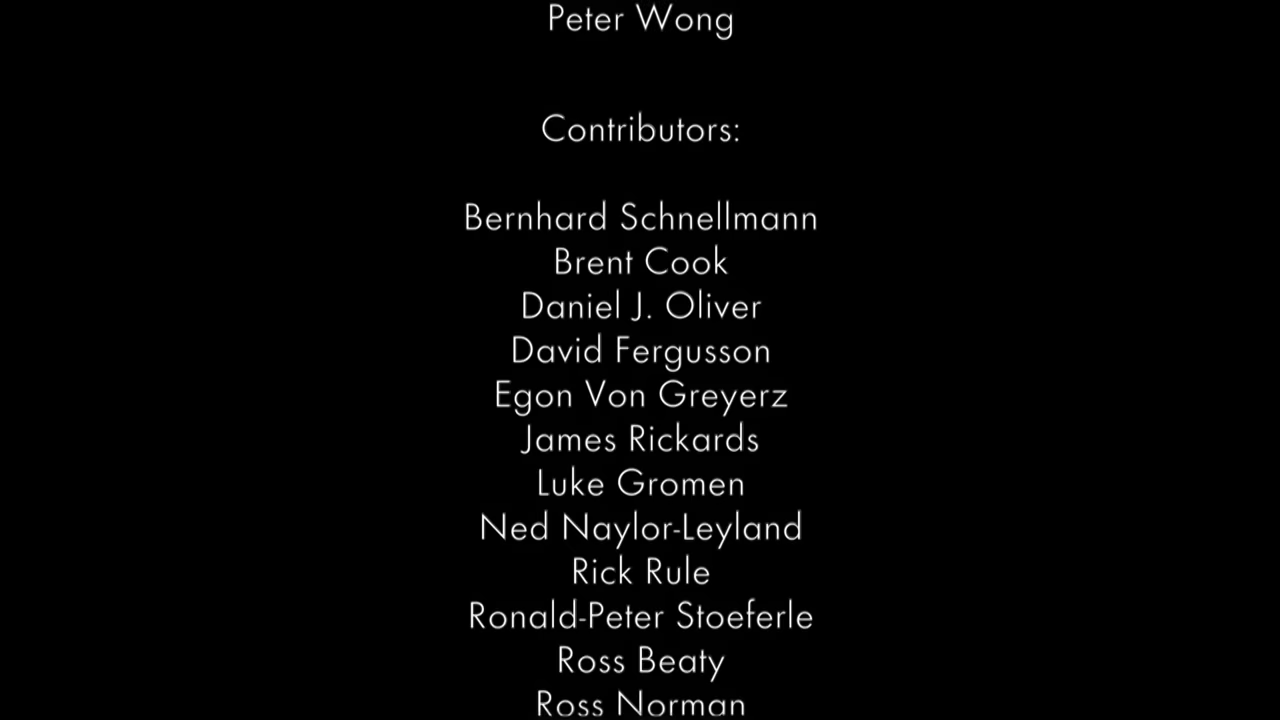 Peter Wong
Contributors:
Bernhard Schnellmann
Brent Cook
Daniel J. Oliver
David Fergusson
Egon Von Greyerz
James Rickards
Luke Gromen
Ned Naylor-Leyland
Rick Rule
Ronald-Peter Stoeferle
Ross Beaty
Ross Norman